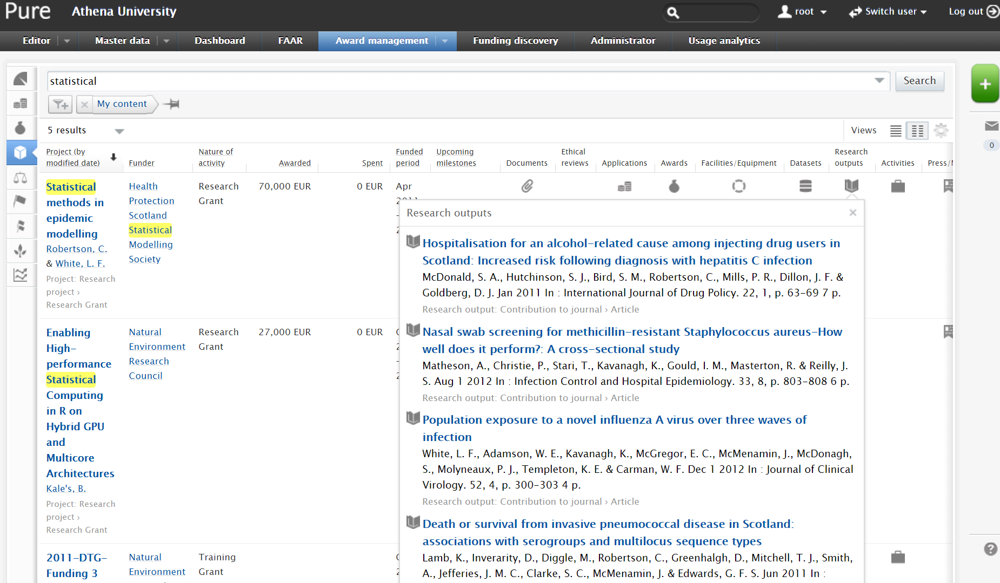 Pure Athena University root Switch user Log out
Editor Master data Dashboard FAAR Award management Funding discovery Administrator Usage analytics
statistical Search
My content
5 results Views
0
Project (by modified date) Funder Nature of activity Awarded Spent Funded period Upcoming milestones Documents Ethical reviews Applications Awards Facilities/Equipment Datasets Research outputs Activities
Statistical
methods in
epidemic
modelling
Robertson, C.
& White, L. F.
Project: Research
project ›
Research Grant
Health
Protection
Scotland
Statistical
Modelling
Society
Research
Grant
70,000 EUR
0 EUR
Apr
Enabling
High-
performance
Statistical
Computing
in R on
Hybrid GPU
and
Multicore
Architectures
Kale's, B.
Project: Research
project ›
Research Grant
Natural
Environment
Research
Council
Research
Grant
27,000 EUR
0 EUR
2011-DTG-
Funding 3
Natural
Environment
Training
Grant
Research outputs
Hospitalisation for an alcohol-related cause among injecting drug users in
Scotland: Increased risk following diagnosis with hepatitis C infection
McDonald, S. A., Hutchinson, S. J., Bird, S. M., Robertson, C., Mills, P. R., Dillon, J. F. &
Goldberg, D. J. Jan 2011 In : International Journal of Drug Policy. 22, 1, p. 63-69 7 p.
Research output: Contribution to journal › Article
Nasal swab screening for methicillin-resistant Staphylococcus aureus-How
well does it perform?: A cross-sectional study
Matheson, A., Christie, P., Stari, T., Kavanagh, K., Gould, I. M., Masterton, R. & Reilly, J.
S. Aug 1 2012 In : Infection Control and Hospital Epidemiology. 33, 8, p. 803-808 6 p.
Research output: Contribution to journal › Article
Population exposure to a novel influenza A virus over three waves of
infection
White, L. F., Adamson, W. E., Kavanagh, K., McGregor, E. C., McMenamin, J., McDonagh,
S., Molyneaux, P. J., Templeton, K. E. & Carman, W. F. Dec 1 2012 In : Journal of Clinical
Virology. 52, 4, p. 300-303 4 p.
Research output: Contribution to journal › Article
Death or survival from invasive pneumococcal disease in Scotland:
associations with serogroups and multilocus sequence types
Lamb, K., Inverarity, D., Diggle, M., Robertson, C., Greenhalgh, D., Mitchell, T. J., Smith,
A., Jefferies, J. M. C., Clarke, S. C., McMenamin, J. & Edwards, G. F. S. Jun 2011 In :